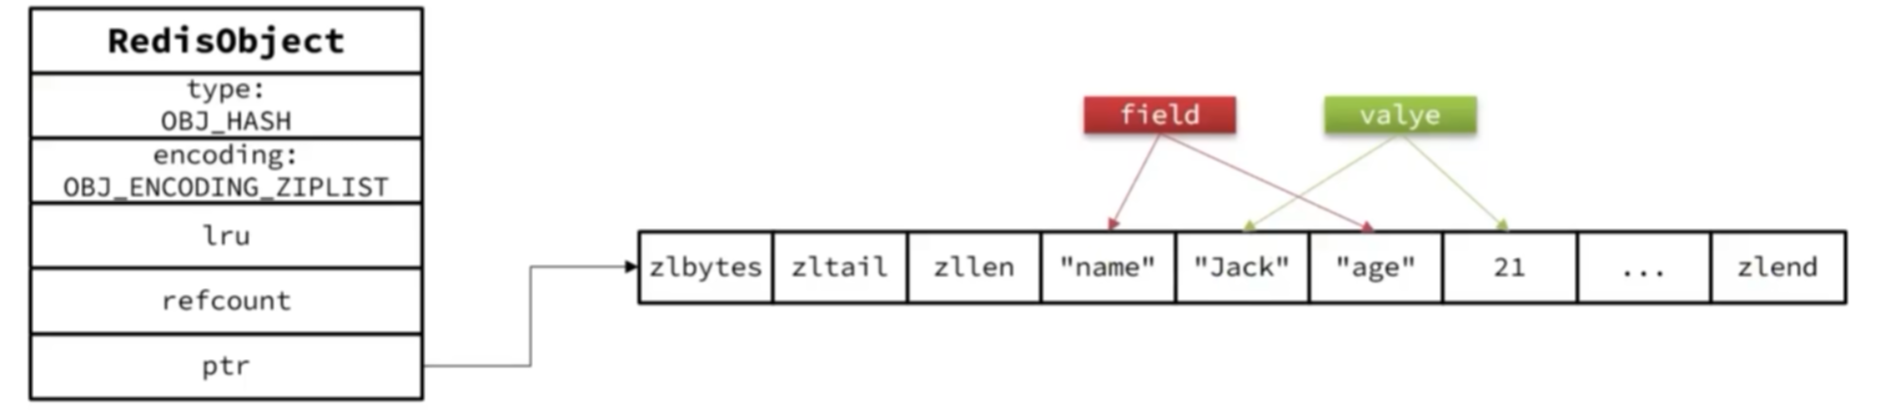 RedisObject
type:
OBJ_HASH
encoding:
OBJ_ENCODING_ZIPLIST
lru
refcount
ptr
field
valye
zlbytes
zltail
zllen
"name"
"Jack"
"age"
21
...
zlend